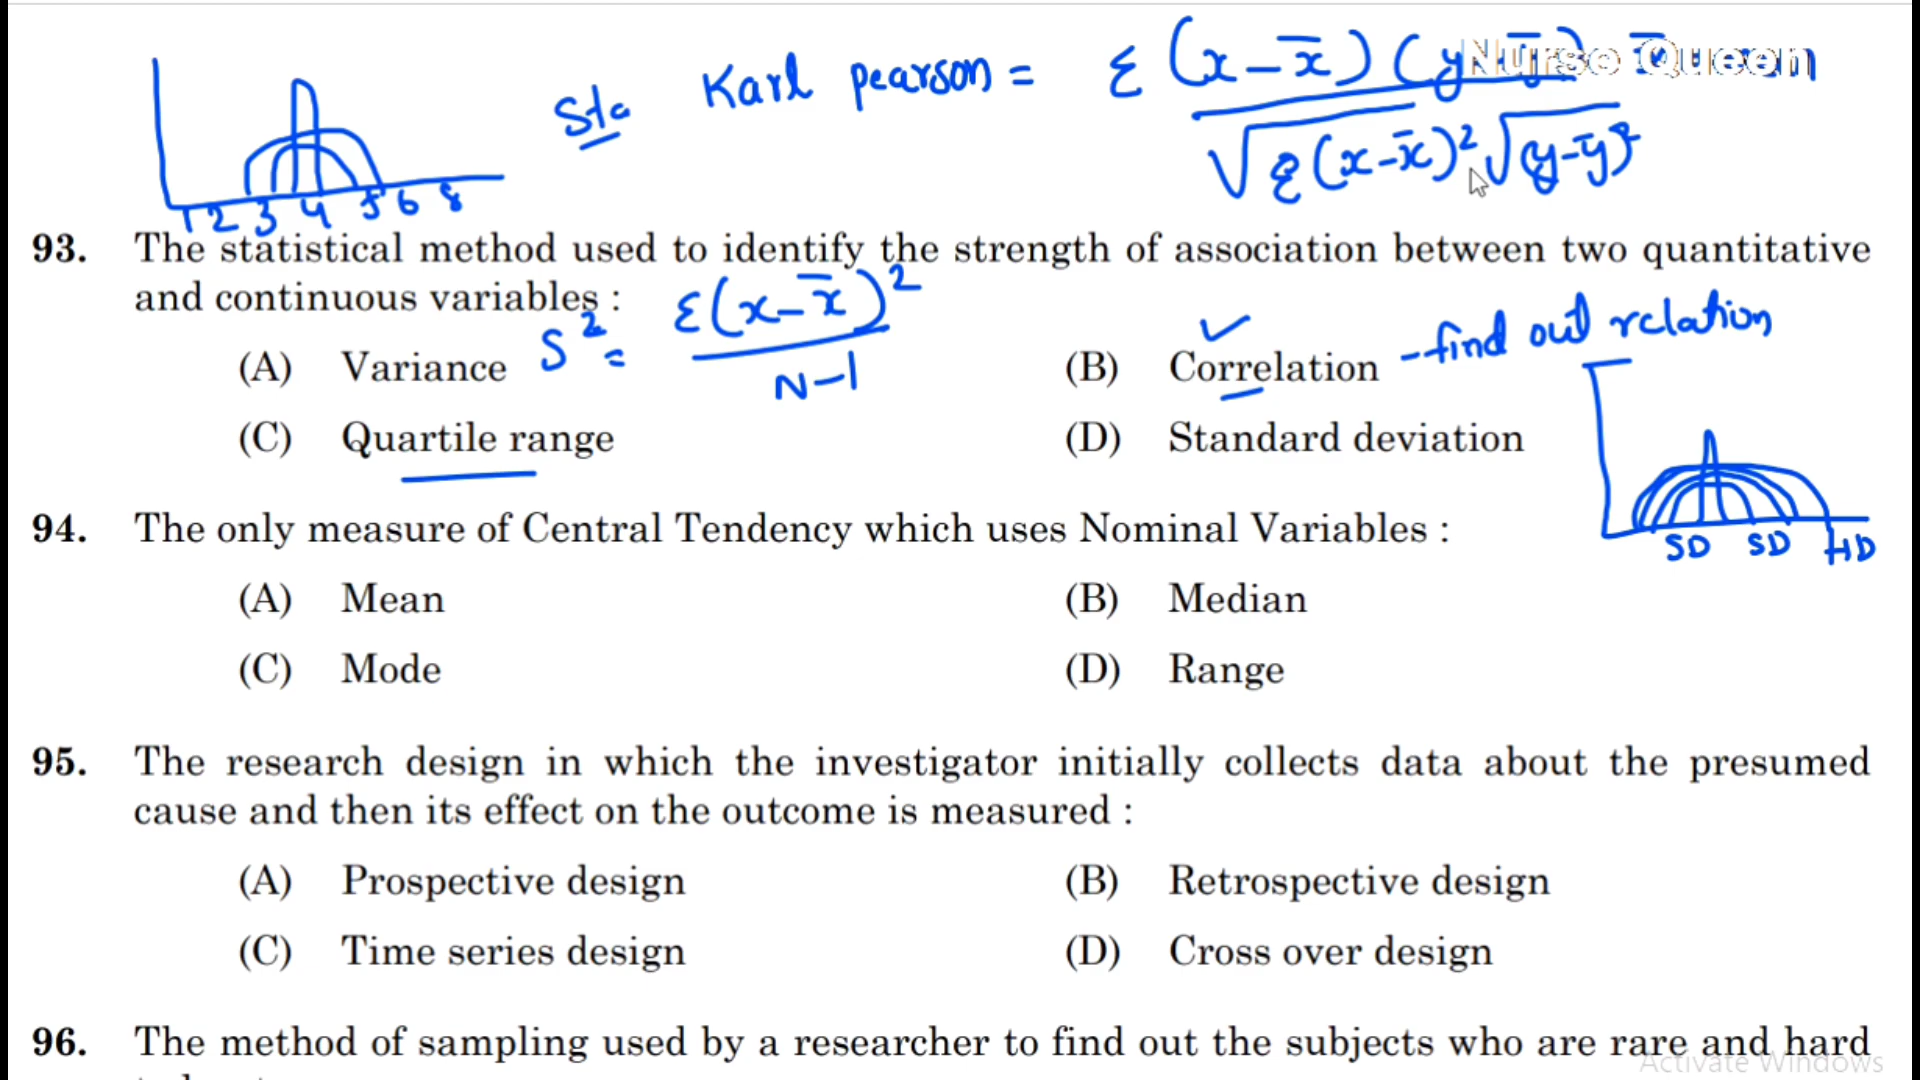 Sta Karl pearson = Σ (x-x̄) (y-ȳ)
√Σ(x-x̄)² √(y-ȳ)²
Nurse Queen
1 2 3 4 5 6 8
93. The statistical method used to identify the strength of association between two quantitative
and continuous variables :
S² = Σ(x-x̄)²
N-1
(A) Variance (B) Correlation - find out relation
(C) Quartile range (D) Standard deviation
SD SD HD
94. The only measure of Central Tendency which uses Nominal Variables :
(A) Mean (B) Median
(C) Mode (D) Range
95. The research design in which the investigator initially collects data about the presumed
cause and then its effect on the outcome is measured :
(A) Prospective design (B) Retrospective design
(C) Time series design (D) Cross over design
96. The method of sampling used by a researcher to find out the subjects who are rare and hard
Activate Windows